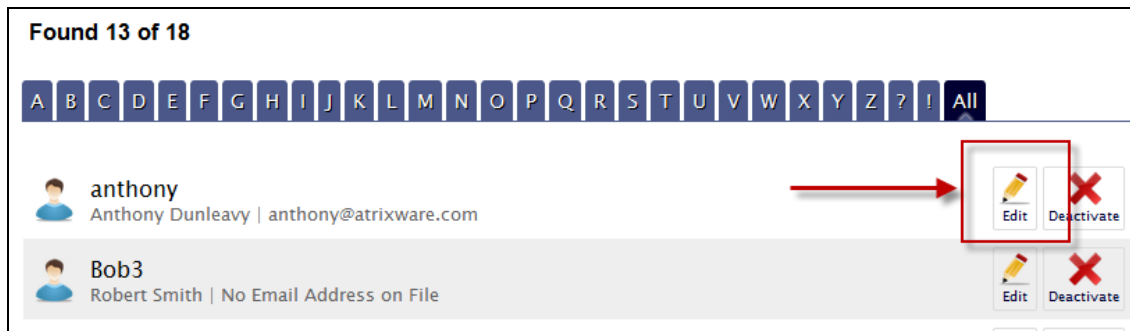 Found 13 of 18
A B C D E F G H I J K L M N O P Q R S T U V W X Y Z ? ! All
anthony
Anthony Dunleavy | anthony@atrixware.com
Edit Deactivate
Bob3
Robert Smith | No Email Address on File
Edit Deactivate